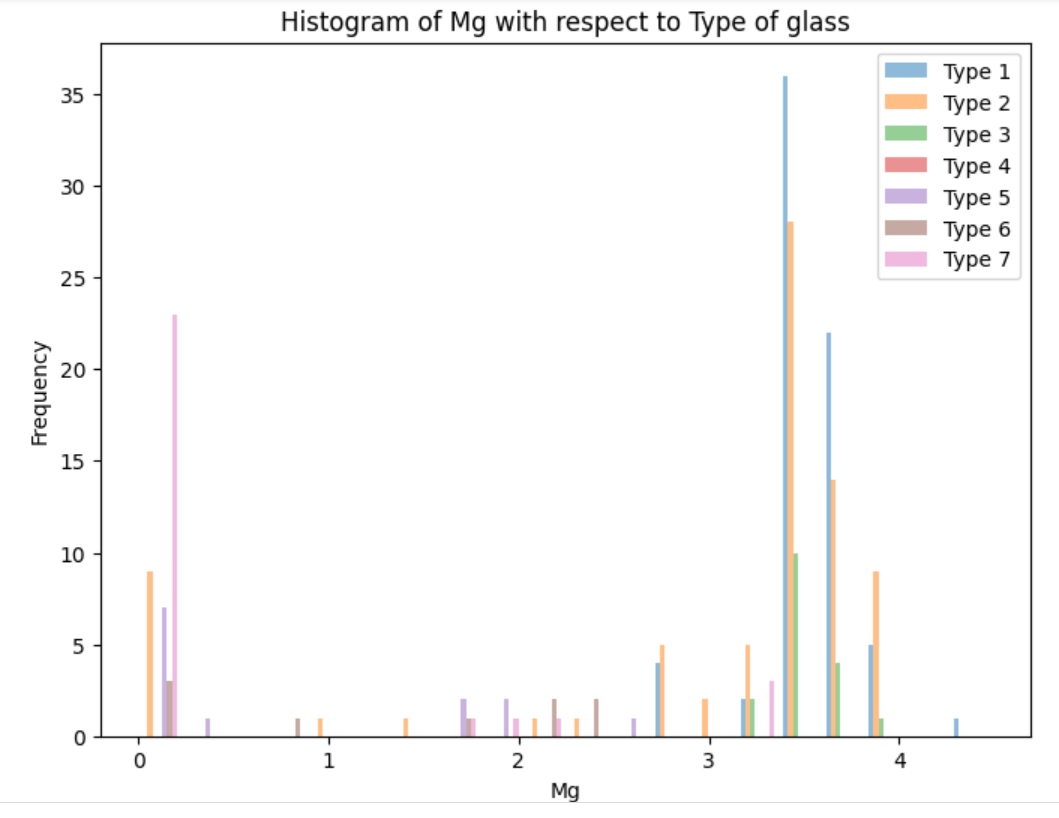 Histogram of Mg with respect to Type of glass
Type 1
Type 2
Type 3
Type 4
Type 5
Type 6
Type 7
Frequency
35
30
25
20
15
10
5
0
0 1 2 3 4
Mg